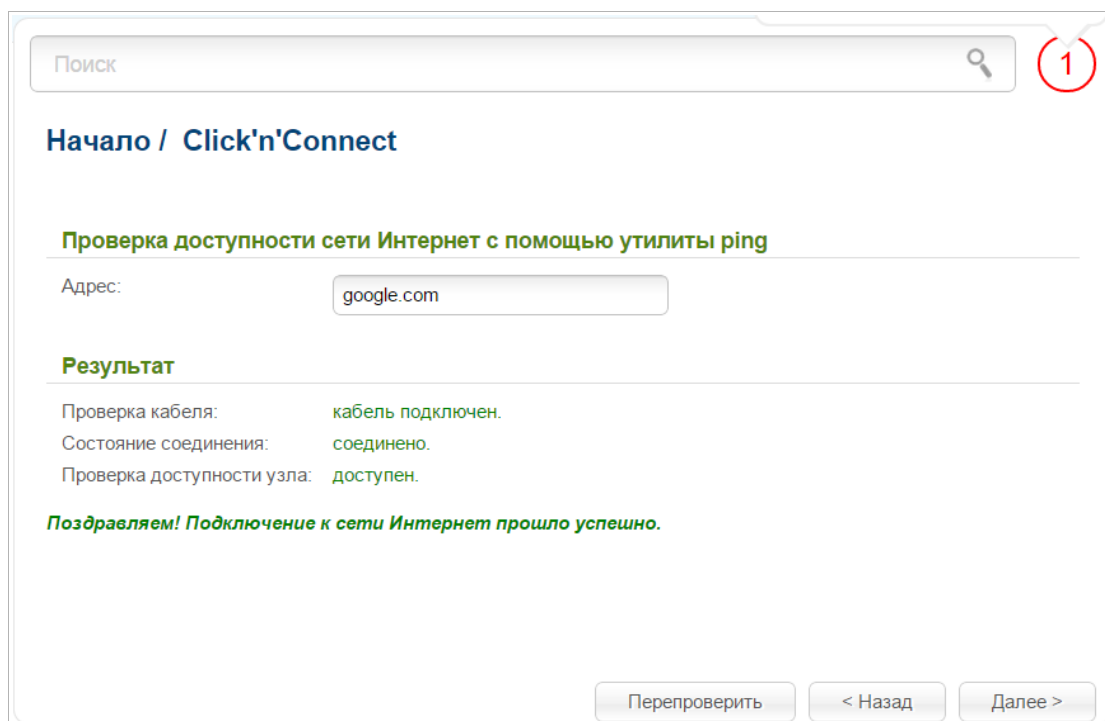 Поиск
1
Начало / Click'n'Connect
Проверка доступности сети Интернет с помощью утилиты ping
Адрес: google.com
Результат
Проверка кабеля: кабель подключен.
Состояние соединения: соединено.
Проверка доступности узла: доступен.
Поздравляем! Подключение к сети Интернет прошло успешно.
Перепроверить < Назад Далее >